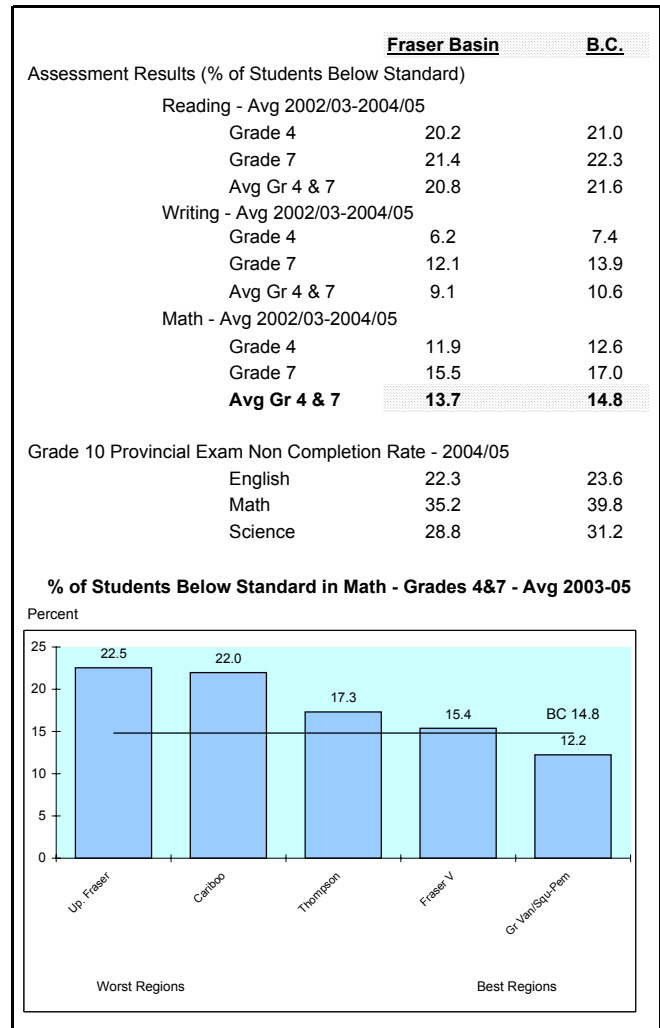 Fraser Basin B.C.
Assessment Results (% of Students Below Standard)
Reading - Avg 2002/03-2004/05
Grade 4 20.2 21.0
Grade 7 21.4 22.3
Avg Gr 4 & 7 20.8 21.6
Writing - Avg 2002/03-2004/05
Grade 4 6.2 7.4
Grade 7 12.1 13.9
Avg Gr 4 & 7 9.1 10.6
Math - Avg 2002/03-2004/05
Grade 4 11.9 12.6
Grade 7 15.5 17.0
Avg Gr 4 & 7 13.7 14.8
Grade 10 Provincial Exam Non Completion Rate - 2004/05
English 22.3 23.6
Math 35.2 39.8
Science 28.8 31.2
% of Students Below Standard in Math - Grades 4&7 - Avg 2003-05
Percent
25
20
15
10
5
0
22.5
22.0
17.3
15.4
BC 14.8
12.2
Up. Fraser
Cariboo
Thompson
Fraser V
Gr Van/Squ-Pem
Worst Regions Best Regions